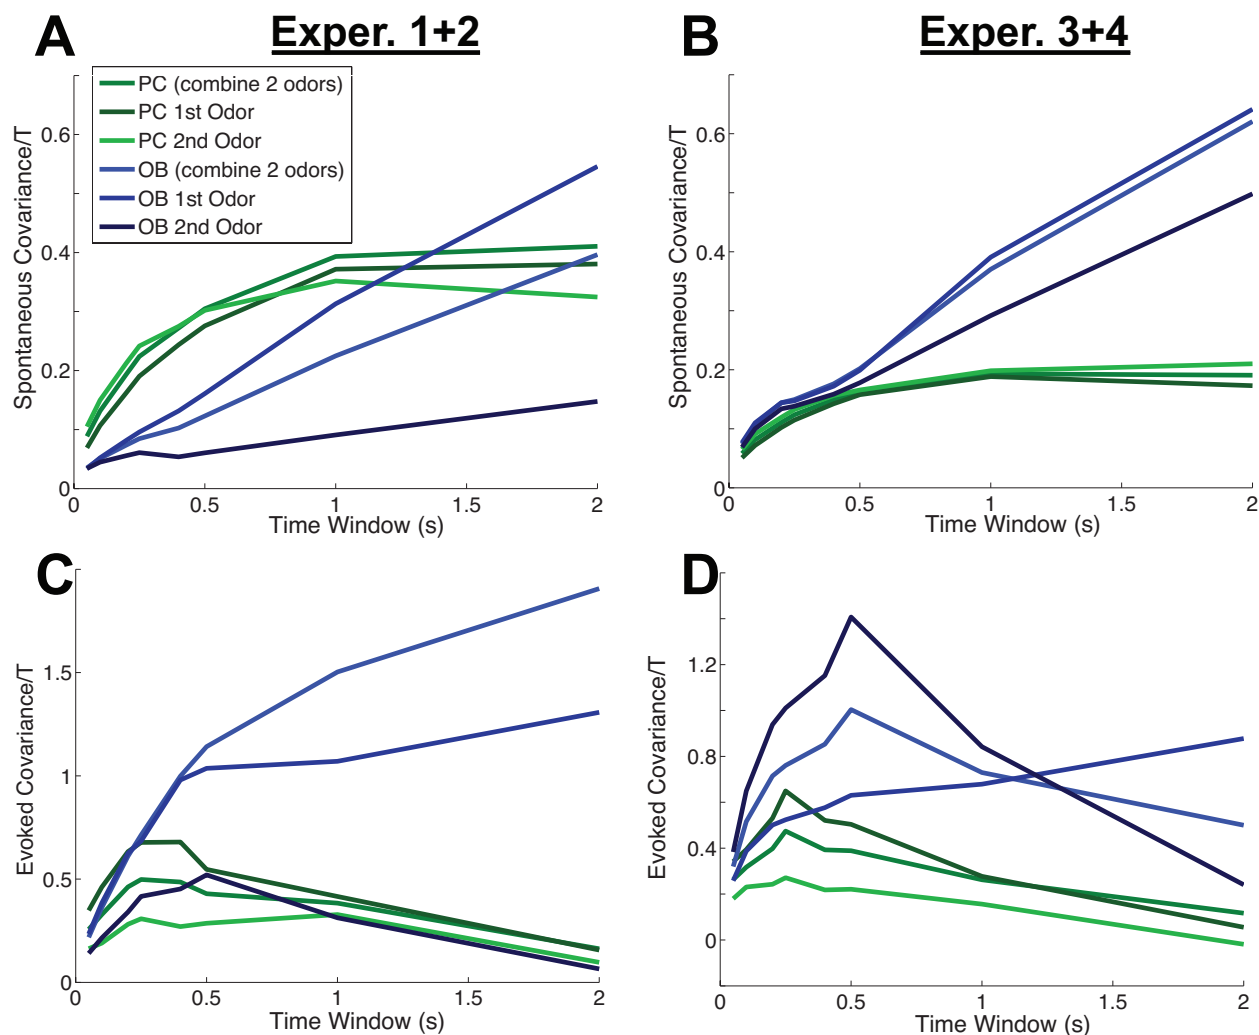 A
Exper. 1+2
B
Exper. 3+4
PC (combine 2 odors)
PC 1st Odor
PC 2nd Odor
OB (combine 2 odors)
OB 1st Odor
OB 2nd Odor
Spontaneous Covariance/T
0.6
0.4
0.2
0
0
0.5
1
1.5
2
Time Window (s)
Spontaneous Covariance/T
0.6
0.4
0.2
0
0
0.5
1
1.5
2
Time Window (s)
C
Evoked Covariance/T
1.5
1
0.5
0
0
0.5
1
1.5
2
Time Window (s)
D
Evoked Covariance/T
1.2
0.8
0.4
0
0
0.5
1
1.5
2
Time Window (s)